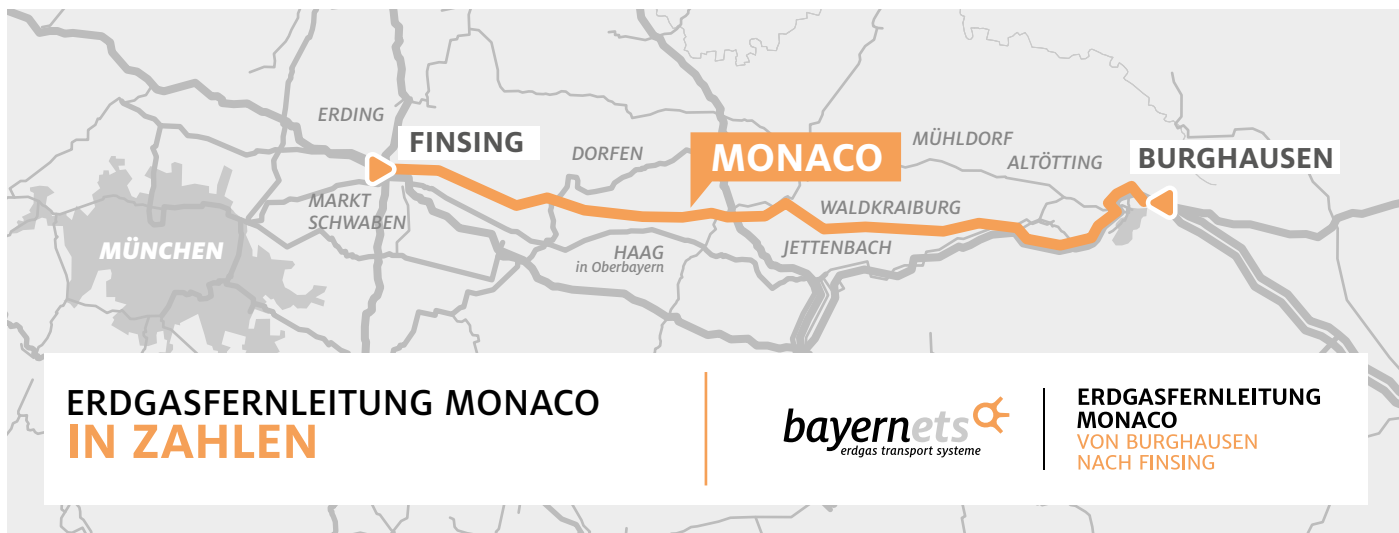 ERDING
FINSING
DORFEN
MONACO
MÜHLDORF
ALTÖTTING
BURGHAUSEN
MARKT
SCHWABEN
MÜNCHEN
WALDKRAIBURG
HAAG
in Oberbayern
JETTENBACH
ERDGASFERNLEITUNG MONACO
IN ZAHLEN
bayernets
erdgas transport systeme
ERDGASFERNLEITUNG
MONACO
VON BURGHAUSEN
NACH FINSING